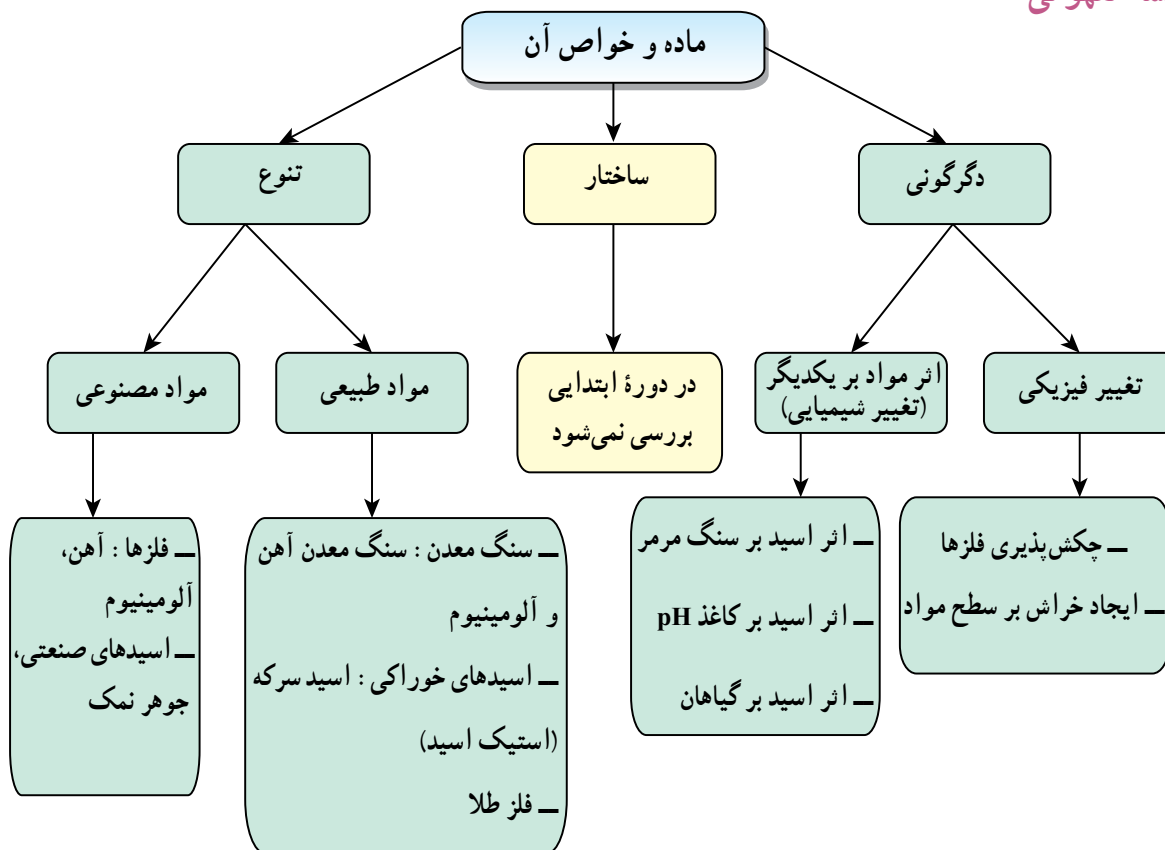 ماده و خواص آن
دگرگونی
ساختار
تنوع
تغییر فیزیکی
اثر مواد بر یکدیگر
(تغییر شیمیایی)
در دورهٔ ابتدایی
بررسی نمی‌شود
مواد طبیعی
مواد مصنوعی
ـ چکش‌پذیری فلزها
ـ ایجاد خراش بر سطح مواد
ـ اثر اسید بر سنگ مرمر
ـ اثر اسید بر کاغذ pH
ـ اثر اسید بر گیاهان
ـ سنگ معدن : سنگ معدن آهن
و آلومینیوم
ـ اسیدهای خوراکی : اسید سرکه
(استیک اسید)
ـ فلز طلا
ـ فلزها : آهن،
آلومینیوم
ـ اسیدهای صنعتی،
جوهر نمک